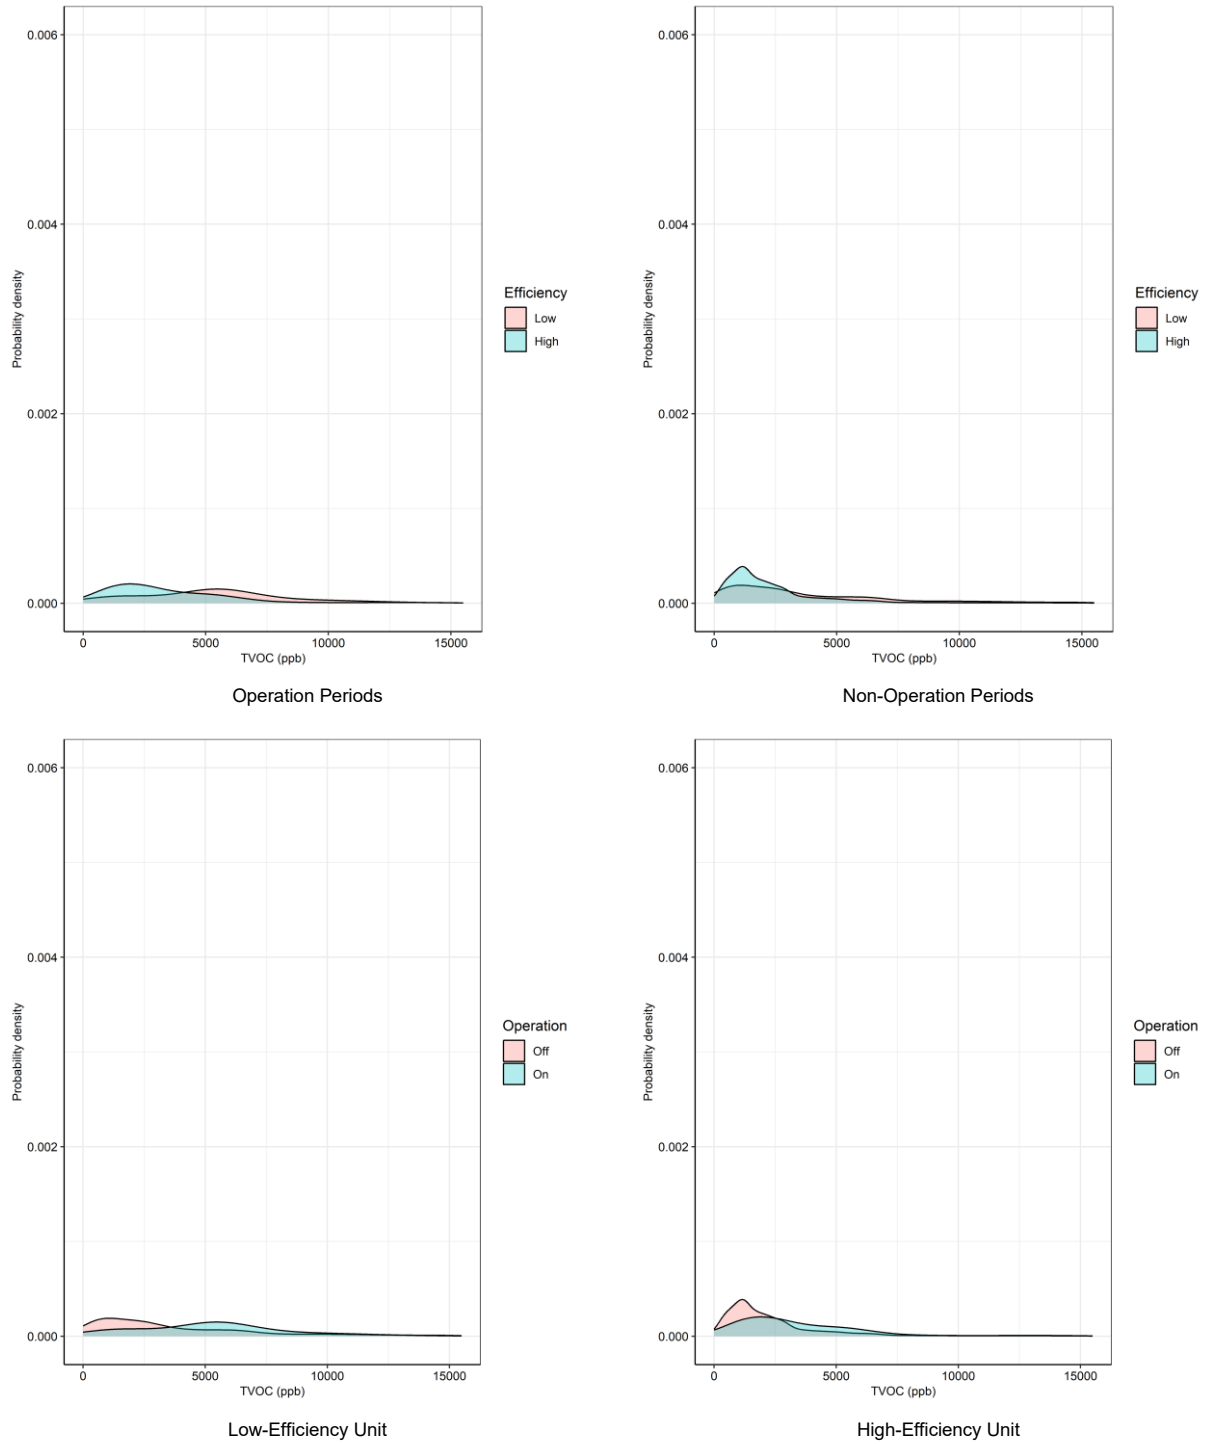 0.006
0.004
0.002
0.000
Probability density
0 5000 10000 15000
TVOC (ppb)
Efficiency
Low
High
Operation Periods
0.006
0.004
0.002
0.000
Probability density
0 5000 10000 15000
TVOC (ppb)
Efficiency
Low
High
Non-Operation Periods
0.006
0.004
0.002
0.000
Probability density
0 5000 10000 15000
TVOC (ppb)
Operation
Off
On
Low-Efficiency Unit
0.006
0.004
0.002
0.000
Probability density
0 5000 10000 15000
TVOC (ppb)
Operation
Off
On
High-Efficiency Unit